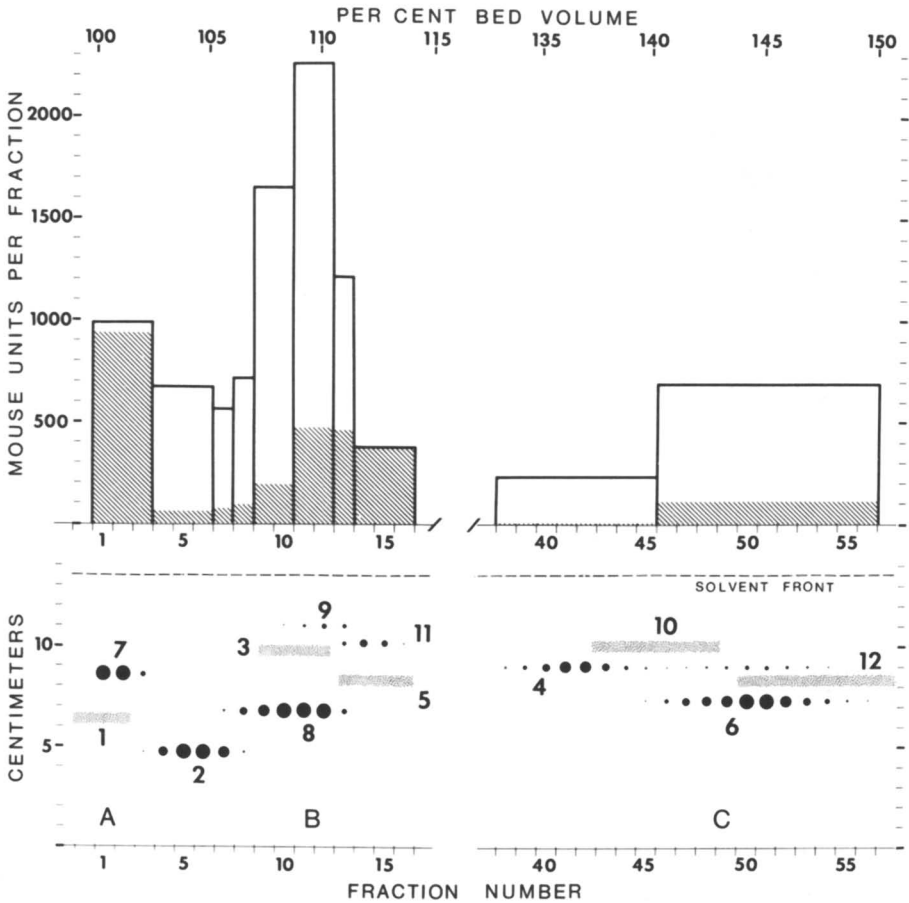 PER CENT BED VOLUME
100 105 110 115 135 140 145 150
MOUSE UNITS PER FRACTION
2000
1500
1000
500
1 5 10 15 40 45 50 55
SOLVENT FRONT
CENTIMETERS
10
5
7
9
3
11
10
12
1
8
5
4
6
2
A B C
1 5 10 15 40 45 50 55
FRACTION NUMBER